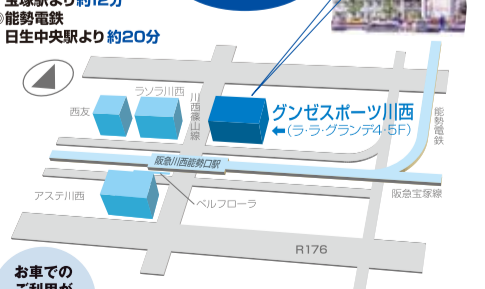 宝塚駅より約12分
◎能勢電鉄
日生中央駅より約20分
ラソラ川西
西友
川西篠山線
グンゼスポーツ川西
(ラ・ラ・グランデ4・5F)
能勢電鉄
阪急川西能勢口駅
アステ川西
ベルフローラ
阪急宝塚線
R176
お車での
ご利用が